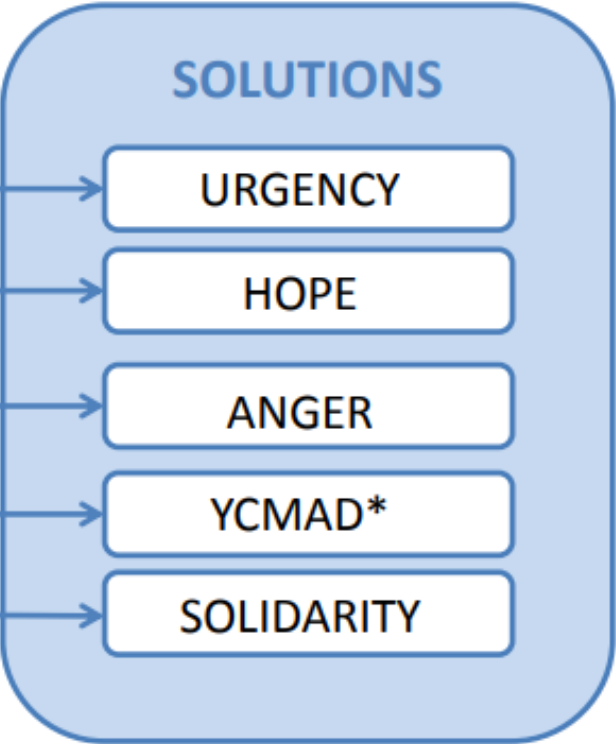 SOLUTIONS
URGENCY
HOPE
ANGER
YCMAD*
SOLIDARITY